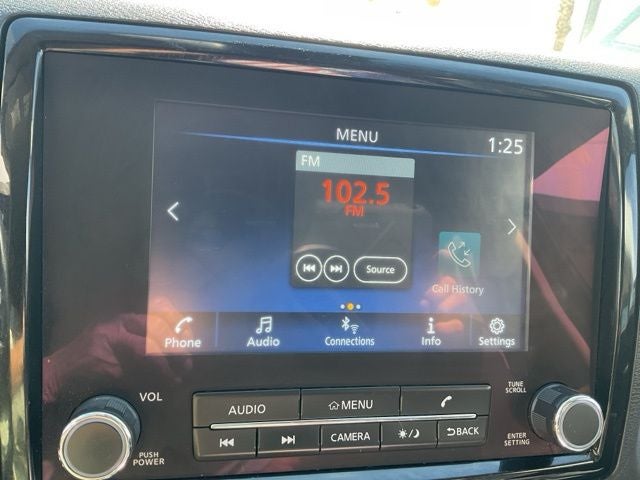 MENU
1:25
FM
102.5
FM
Source
Call History
Phone
Audio
Connections
Info
Settings
VOL
AUDIO
MENU
TUNE
SCROLL
CAMERA
BACK
PUSH
POWER
ENTER
SETTING